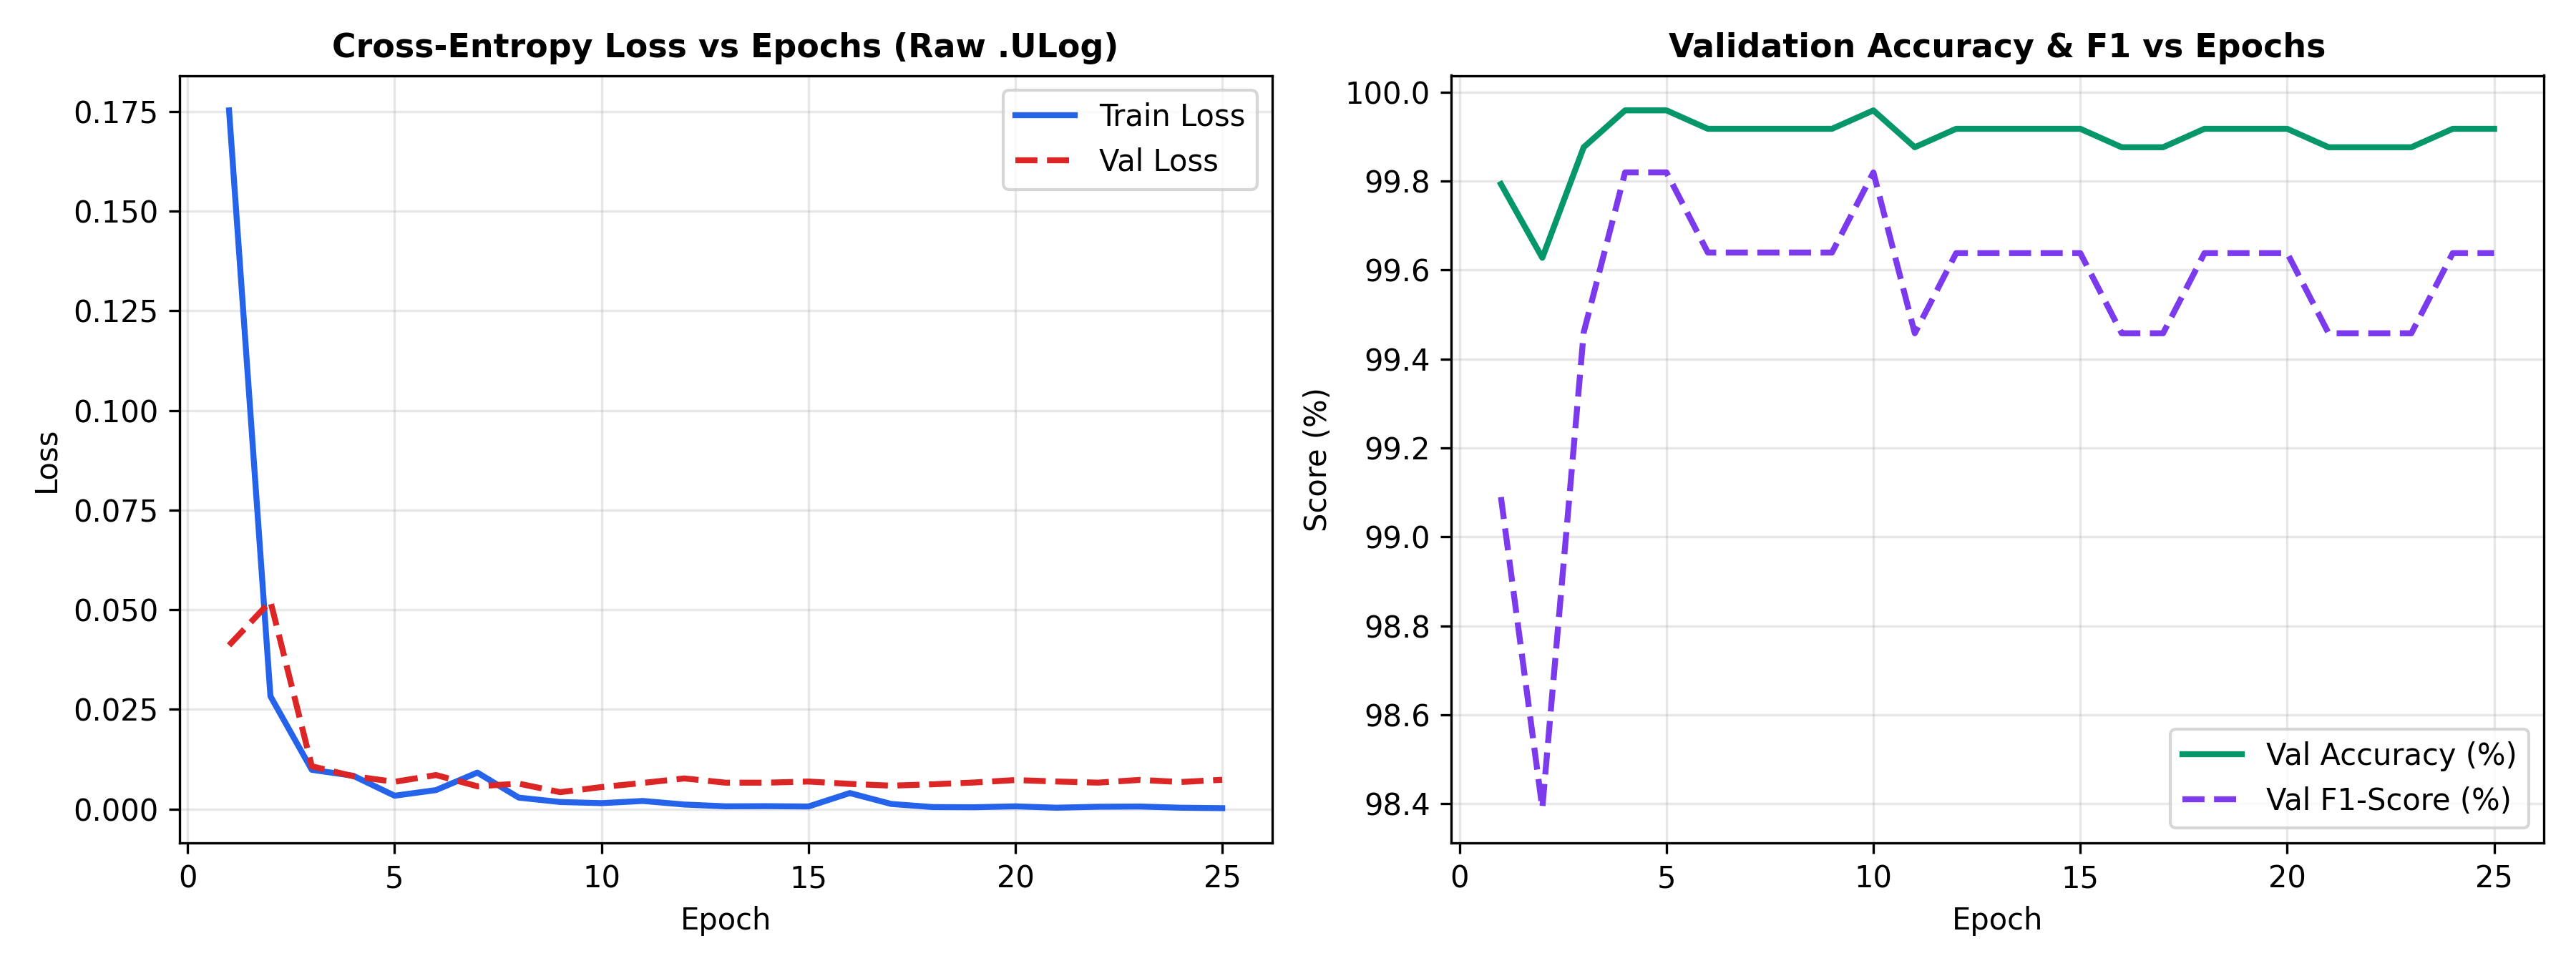 Cross-Entropy Loss vs Epochs (Raw .ULog)
Train Loss
Val Loss
0.175
0.150
0.125
0.100
0.075
0.050
0.025
0.000
Loss
0 5 10 15 20 25
Epoch
Validation Accuracy & F1 vs Epochs
100.0
99.8
99.6
99.4
99.2
99.0
98.8
98.6
98.4
Score (%)
Val Accuracy (%)
Val F1-Score (%)
0 5 10 15 20 25
Epoch